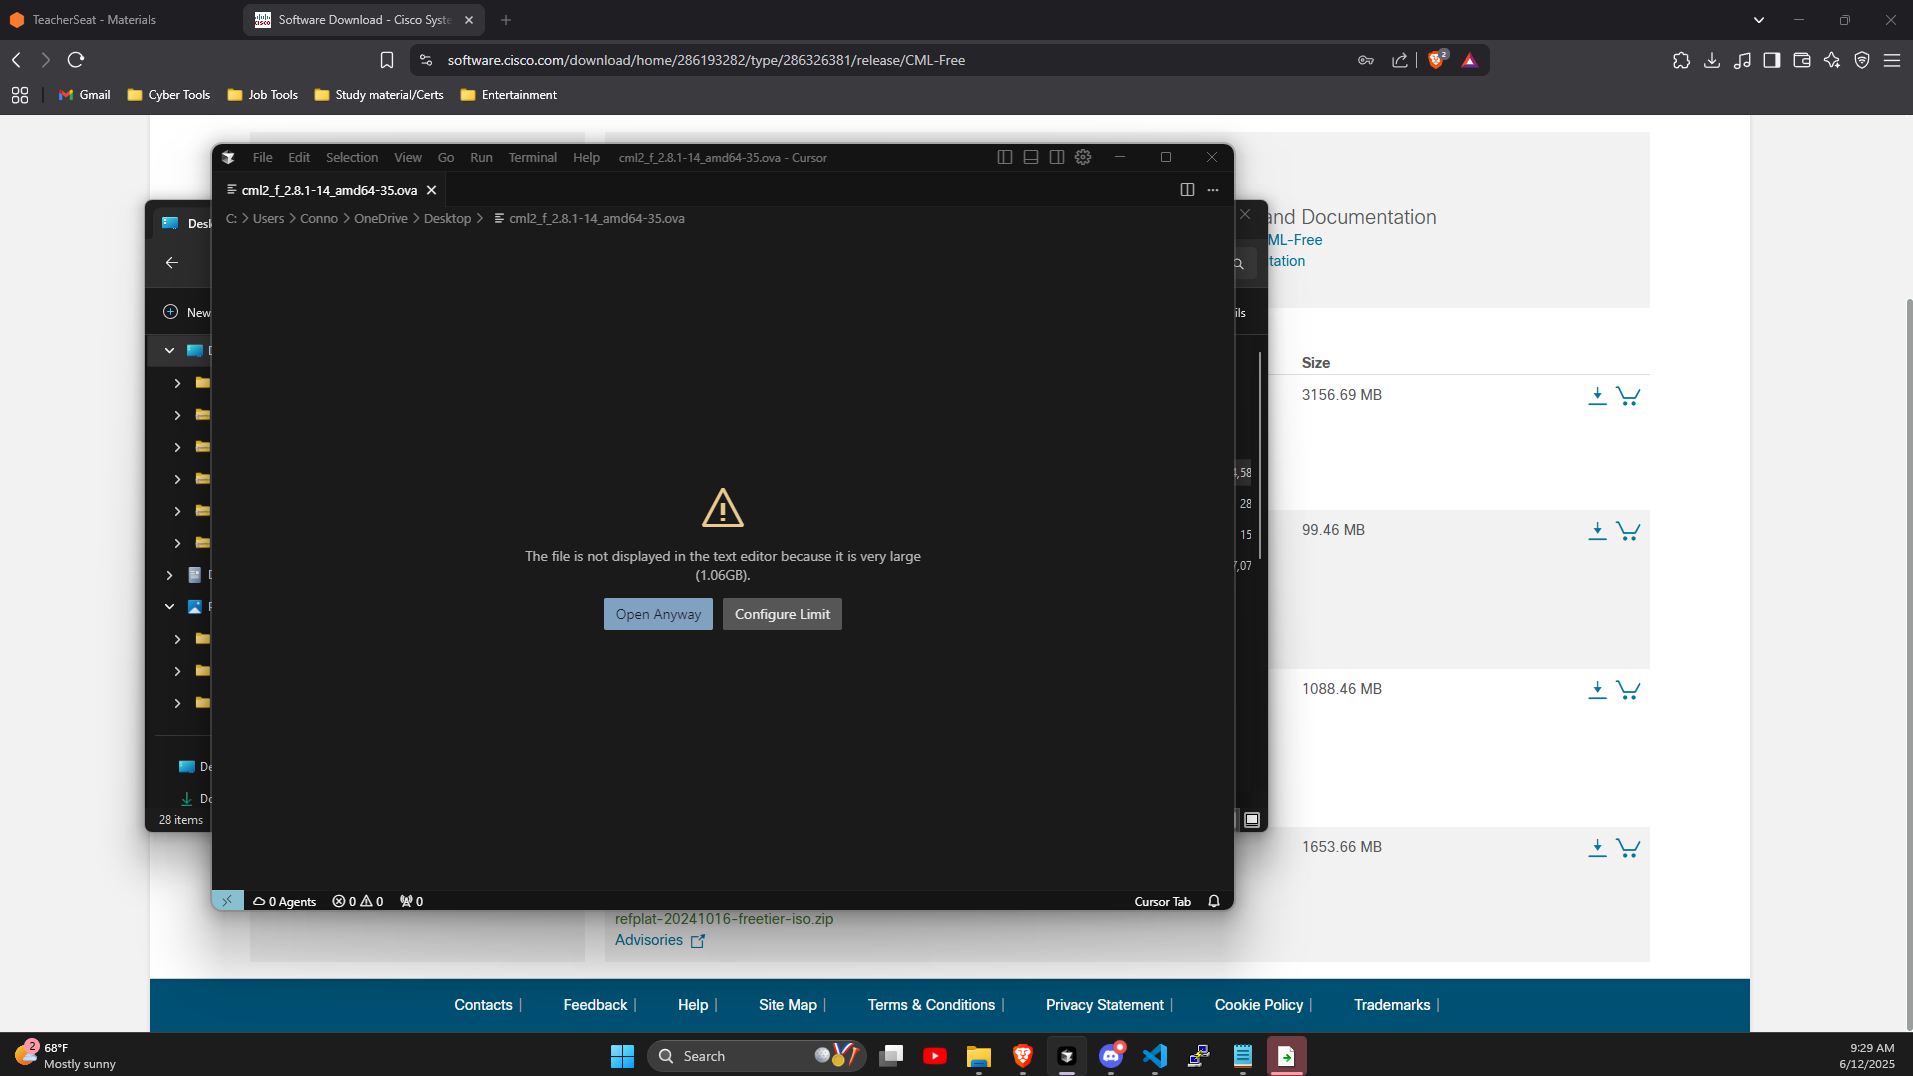 TeacherSeat - Materials
Software Download - Cisco Syste
software.cisco.com/download/home/286193282/type/286326381/release/CML-Free
2
Gmail
Cyber Tools
Job Tools
Study material/Certs
Entertainment
File Edit Selection View Go Run Terminal Help
cml2_f_2.8.1-14_amd64-35.ova - Cursor
cml2_f_2.8.1-14_amd64-35.ova
C: > Users > Conno > OneDrive > Desktop > cml2_f_2.8.1-14_amd64-35.ova
Desk
New
28 items
and Documentation
ML-Free
tation
ils
Size
3156.69 MB
99.46 MB
1088.46 MB
1653.66 MB
28
15
The file is not displayed in the text editor because it is very large
(1.06GB).
Open Anyway
Configure Limit
0 Agents
0
0
0
Cursor Tab
refplat-20241016-freetier-iso.zip
Advisories
Contacts |
Feedback |
Help |
Site Map |
Terms & Conditions |
Privacy Statement |
Cookie Policy |
Trademarks |
2
68°F
Mostly sunny
Search
9:29 AM
6/12/2025